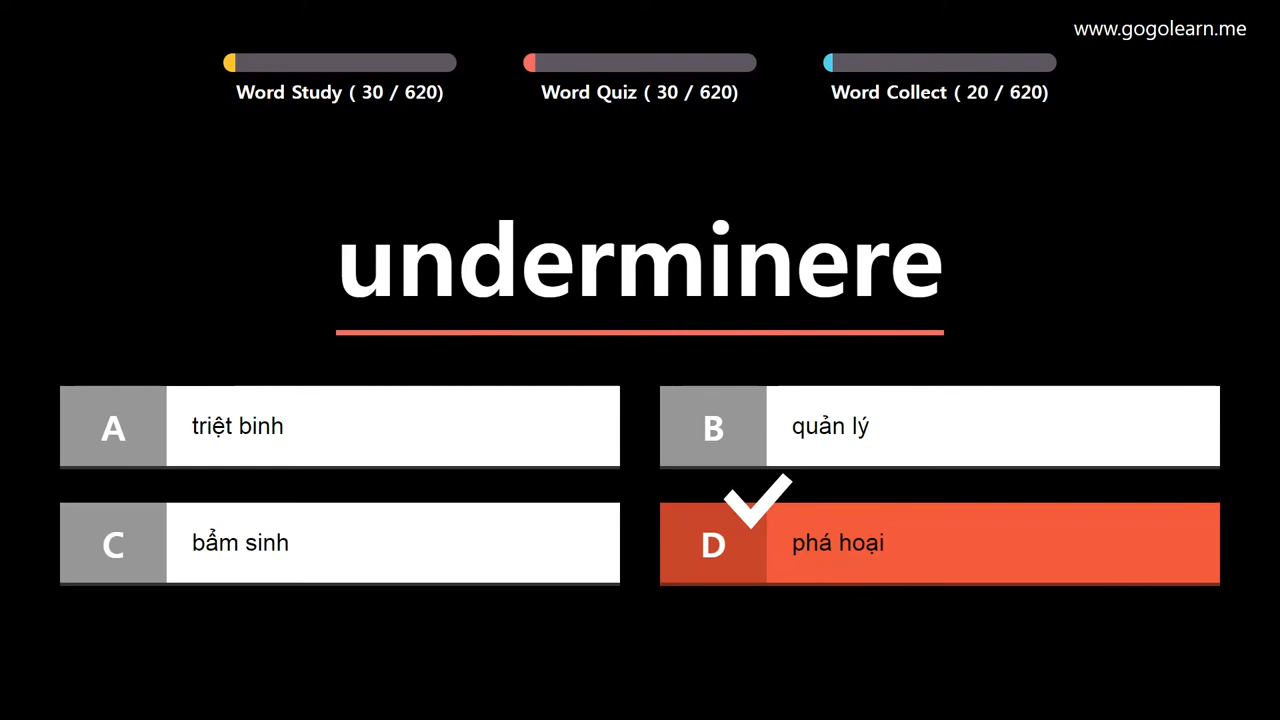 www.gogolearn.me
Word Study ( 30 / 620)
Word Quiz ( 30 / 620)
Word Collect ( 20 / 620)
underminere
A triệt binh
B quản lý
C bẩm sinh
D phá hoại